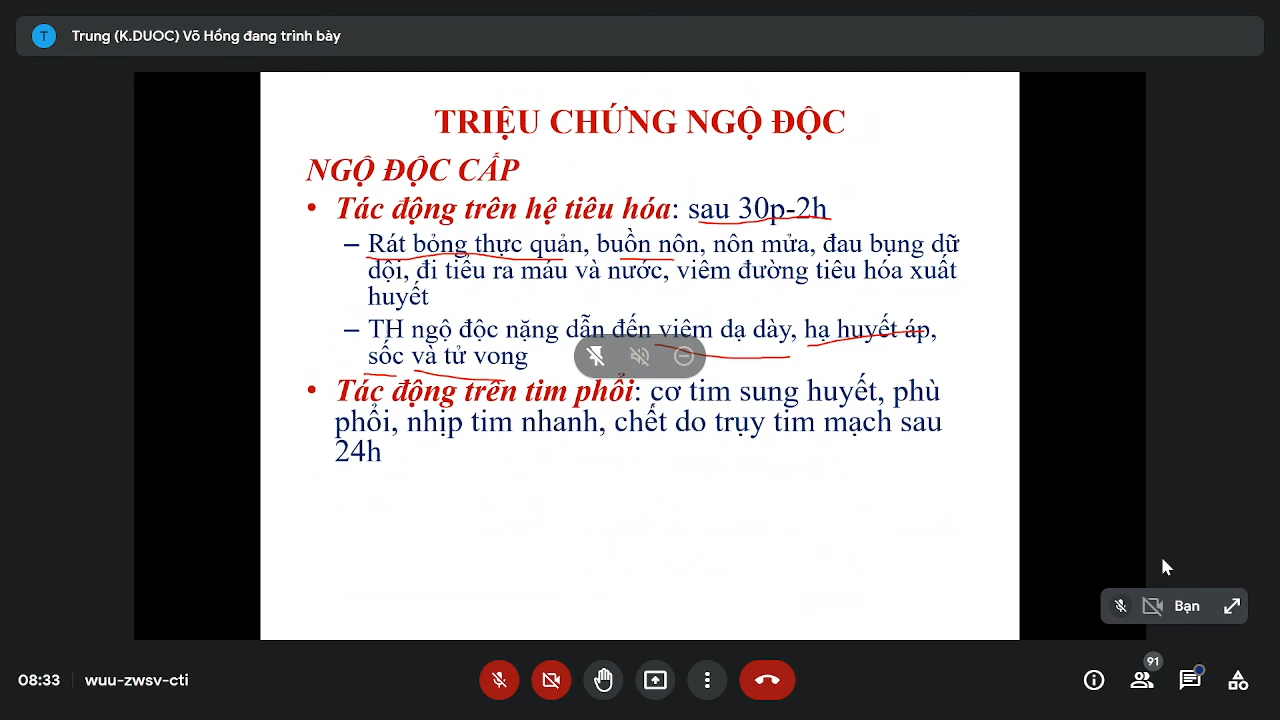 T
Trung (K.DUOC) Võ Hồng đang trình bày
TRIỆU CHỨNG NGỘ ĐỘC
NGỘ ĐỘC CẤP
• Tác động trên hệ tiêu hóa: sau 30p-2h
– Rát bỏng thực quản, buồn nôn, nôn mửa, đau bụng dữ
dội, đi tiêu ra máu và nước, viêm đường tiêu hóa xuất
huyết
– TH ngộ độc nặng dẫn đến viêm dạ dày, hạ huyết áp,
sốc và tử vong
• Tác động trên tim phổi: cơ tim sung huyết, phù
phổi, nhịp tim nhanh, chết do trụy tim mạch sau
24h
Bạn
08:33
wuu-zwsv-cti
91